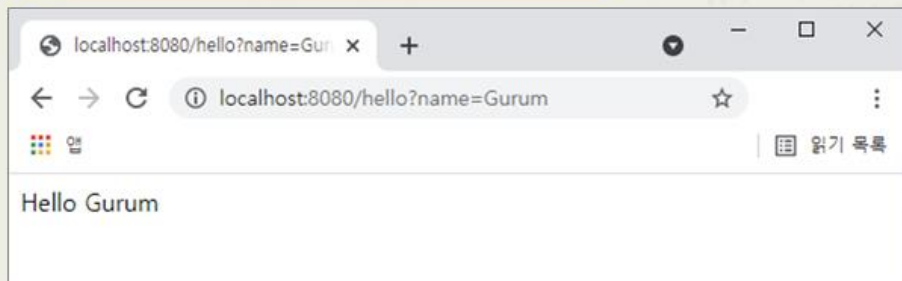 localhost:8080/hello?name=Gur
localhost:8080/hello?name=Gurum
앱
읽기 목록
Hello Gurum